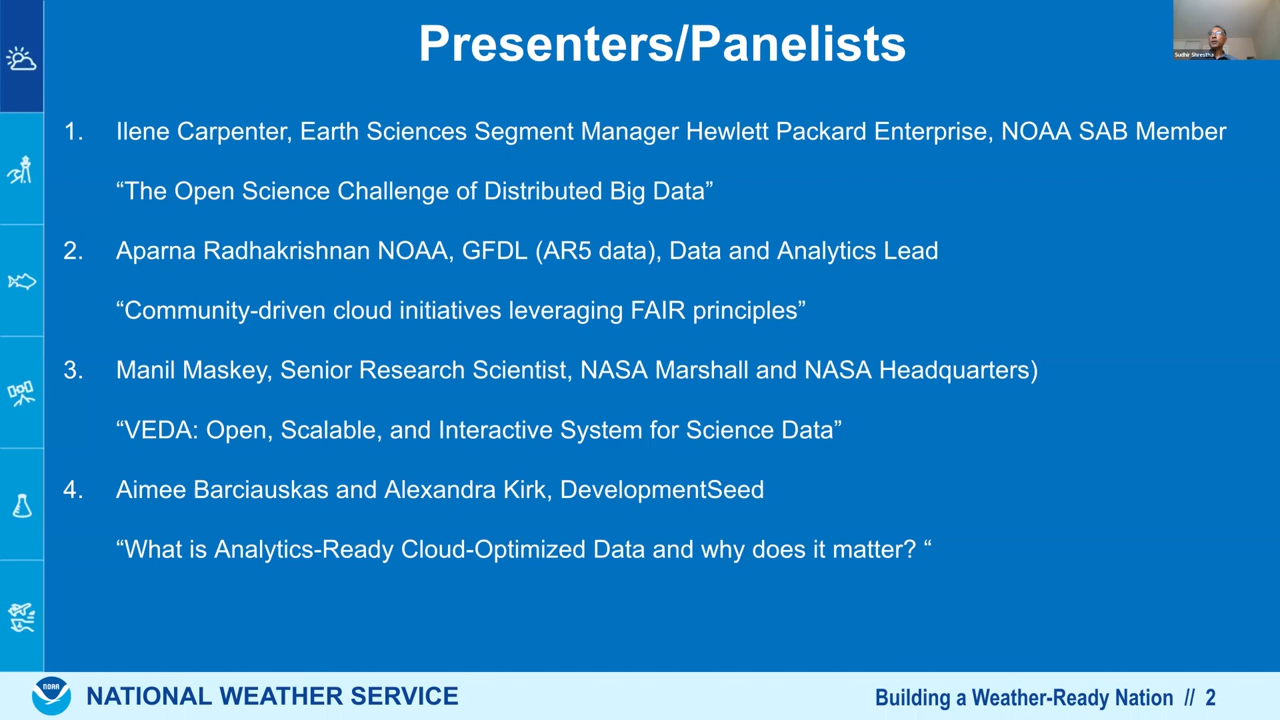 Presenters/Panelists
Sudhir Shrestha
1. Ilene Carpenter, Earth Sciences Segment Manager Hewlett Packard Enterprise, NOAA SAB Member
“The Open Science Challenge of Distributed Big Data”
2. Aparna Radhakrishnan NOAA, GFDL (AR5 data), Data and Analytics Lead
“Community-driven cloud initiatives leveraging FAIR principles”
3. Manil Maskey, Senior Research Scientist, NASA Marshall and NASA Headquarters)
“VEDA: Open, Scalable, and Interactive System for Science Data”
4. Aimee Barciauskas and Alexandra Kirk, DevelopmentSeed
“What is Analytics-Ready Cloud-Optimized Data and why does it matter? “
NOAA
NATIONAL WEATHER SERVICE
Building a Weather-Ready Nation // 2